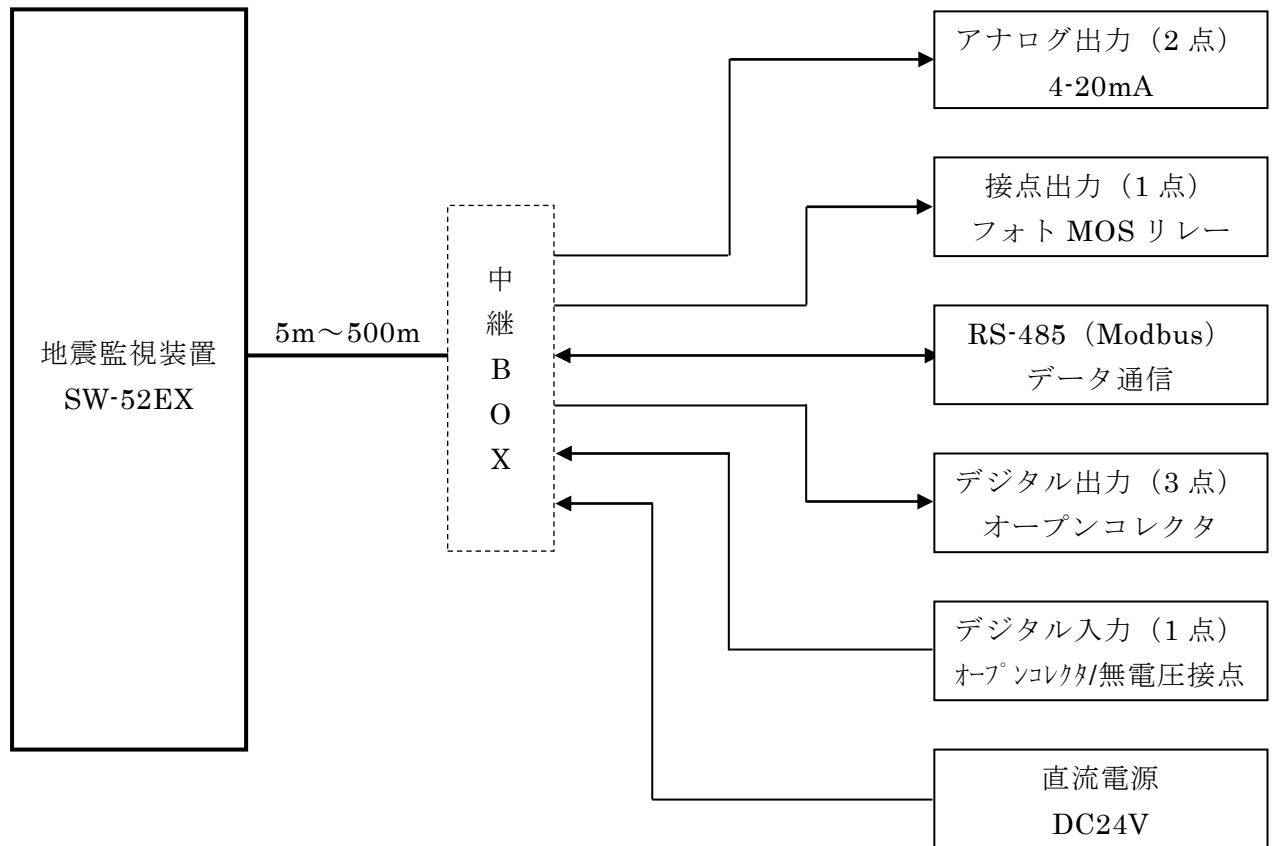 地震監視装置
SW-52EX
5m～500m
中
継
B
O
X
アナログ出力（2点）
4-20mA
接点出力（1点）
フォト MOS リレー
RS-485（Modbus）
データ通信
デジタル出力（3点）
オープンコレクタ
デジタル入力（1点）
ｵｰﾌﾟﾝｺﾚｸﾀ/無電圧接点
直流電源
DC24V